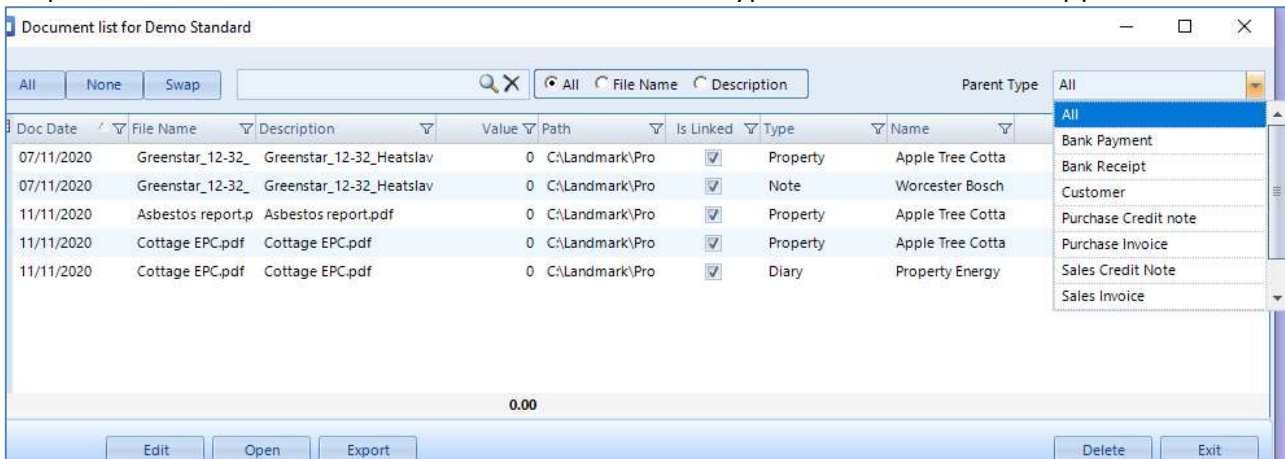 Document list for Demo Standard
All None Swap All File Name Description Parent Type All
Doc Date File Name Description Value Path Is Linked Type Name
07/11/2020 Greenstar_12-32_ Greenstar_12-32_Heatslav 0 C:\Landmark\Pro Property Apple Tree Cotta
07/11/2020 Greenstar_12-32_ Greenstar_12-32_Heatslav 0 C:\Landmark\Pro Note Worcester Bosch
11/11/2020 Asbestos report.p Asbestos report.pdf 0 C:\Landmark\Pro Property Apple Tree Cotta
11/11/2020 Cottage EPC.pdf Cottage EPC.pdf 0 C:\Landmark\Pro Property Apple Tree Cotta
11/11/2020 Cottage EPC.pdf Cottage EPC.pdf 0 C:\Landmark\Pro Diary Property Energy
All
Bank Payment
Bank Receipt
Customer
Purchase Credit note
Purchase Invoice
Sales Credit Note
Sales Invoice
0.00
Edit Open Export Delete Exit